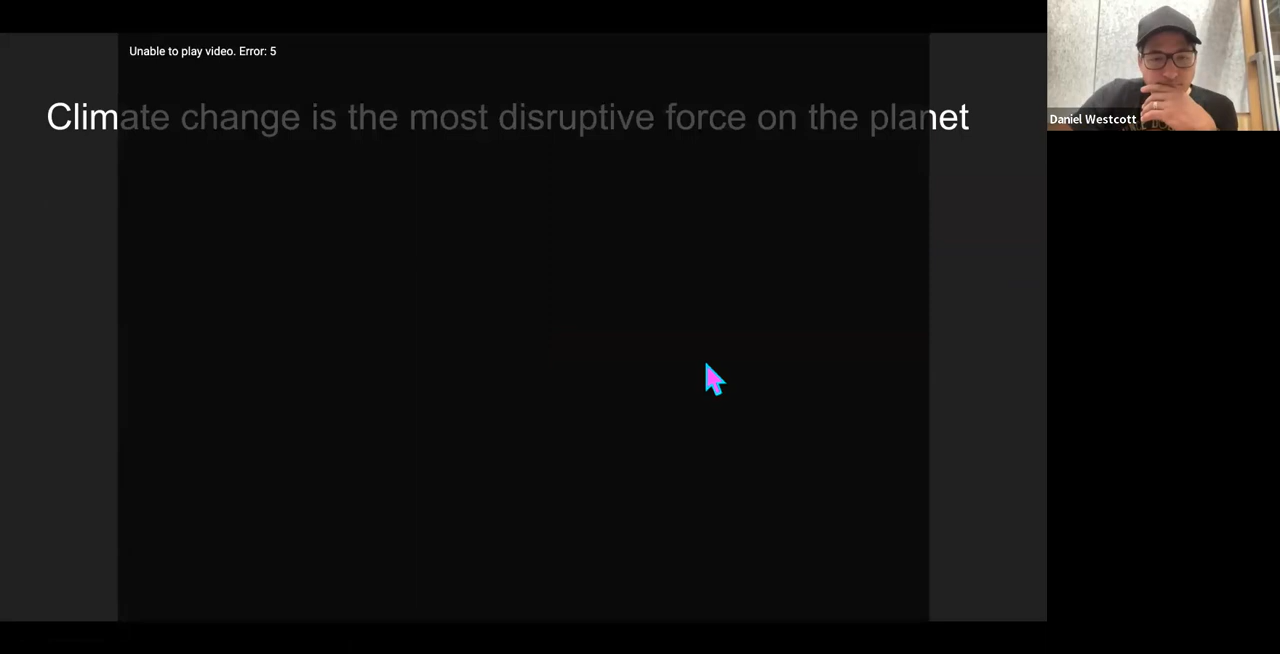 Unable to play video. Error: 5
Climate change is the most disruptive force on the planet
Daniel Westcott